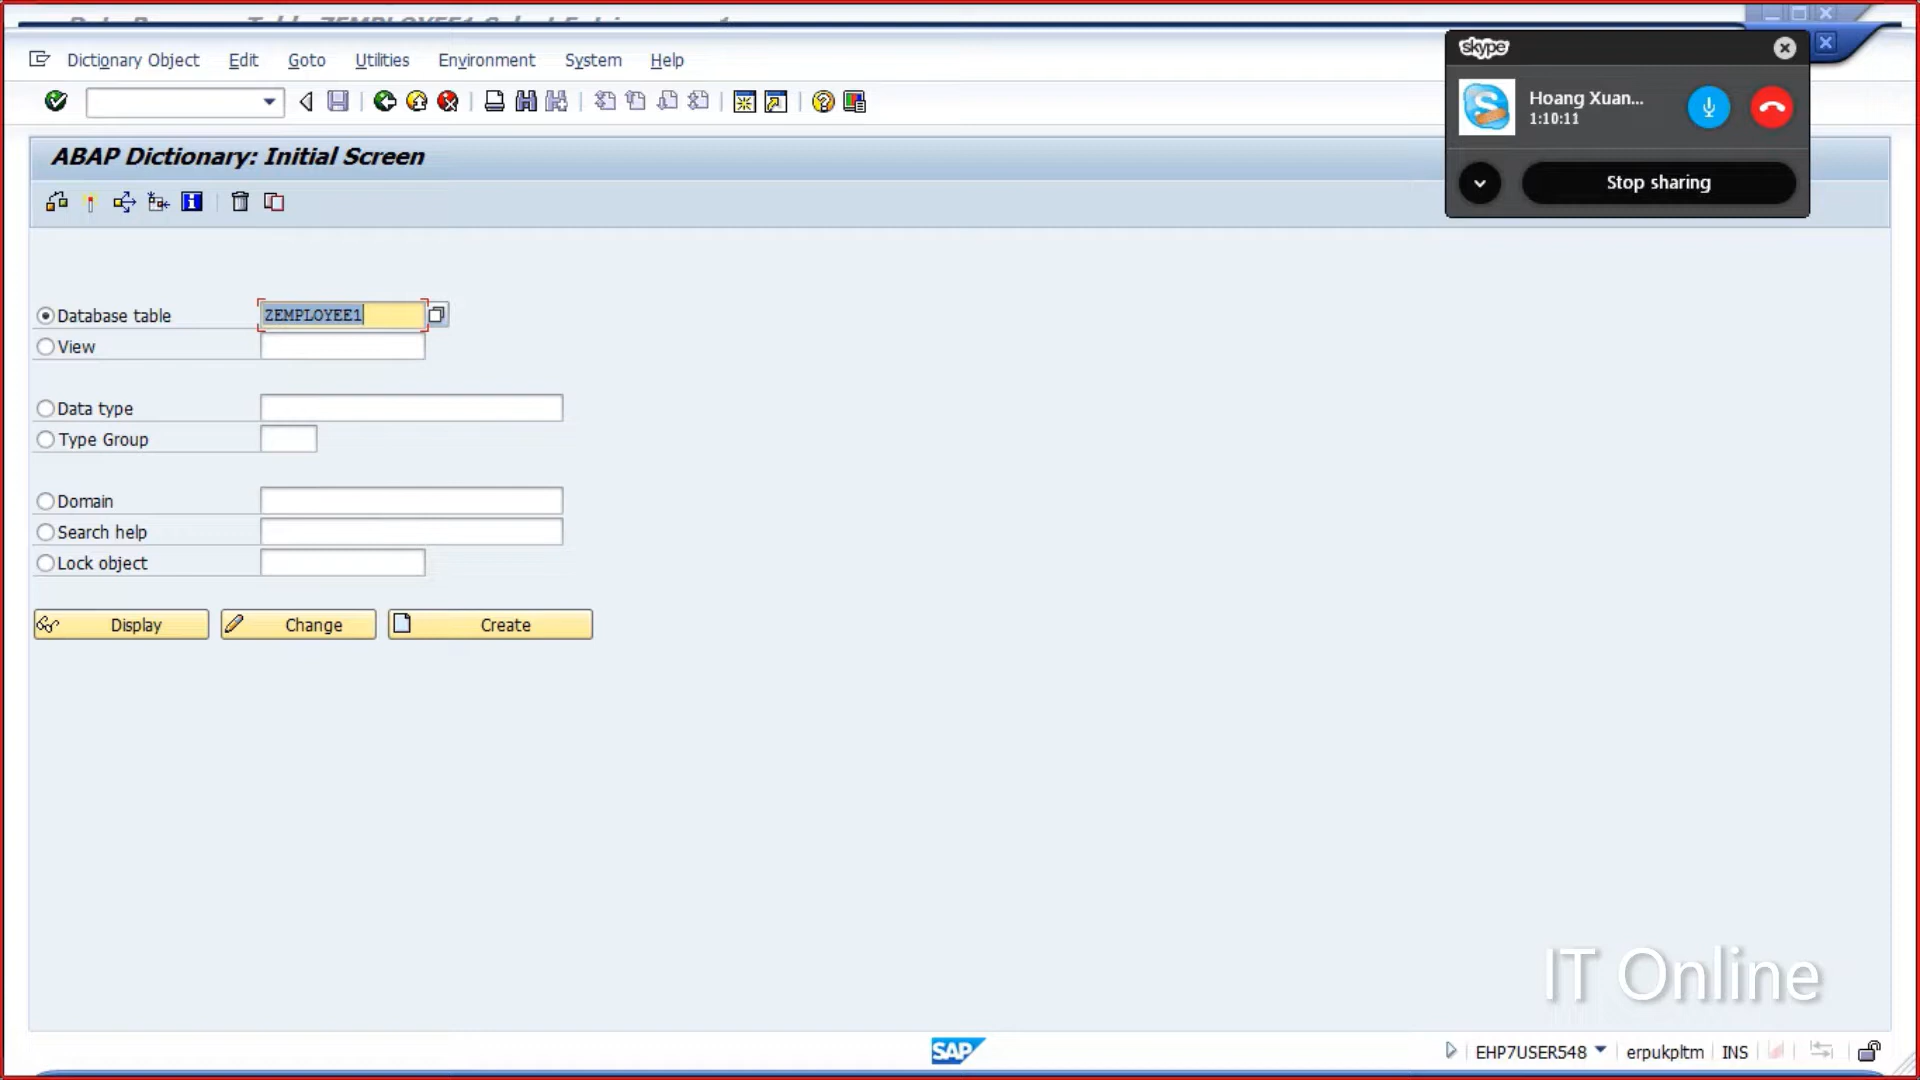 Dictionary Object Edit Goto Utilities Environment System Help
skype
Hoang Xuan...
1:10:11
Stop sharing
ABAP Dictionary: Initial Screen
Database table ZEMPLOYEE1
View
Data type
Type Group
Domain
Search help
Lock object
Display Change Create
IT Online
SAP
EHP7USER548 erpukpltm INS